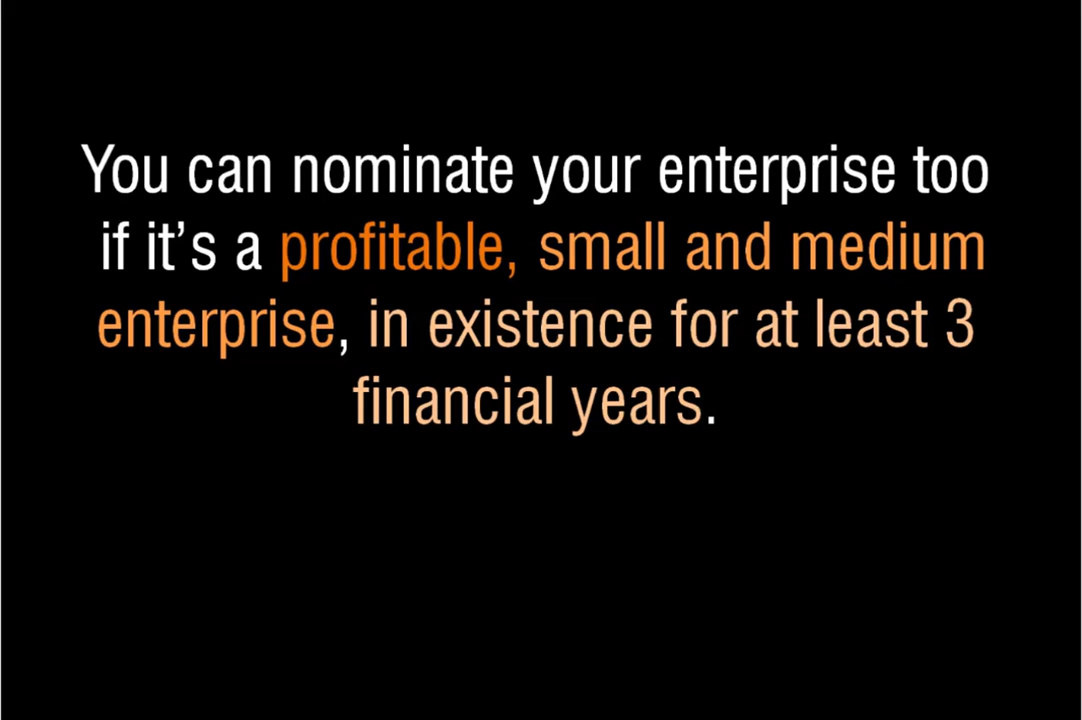 You can nominate your enterprise too
if it’s a profitable, small and medium
enterprise, in existence for at least 3
financial years.